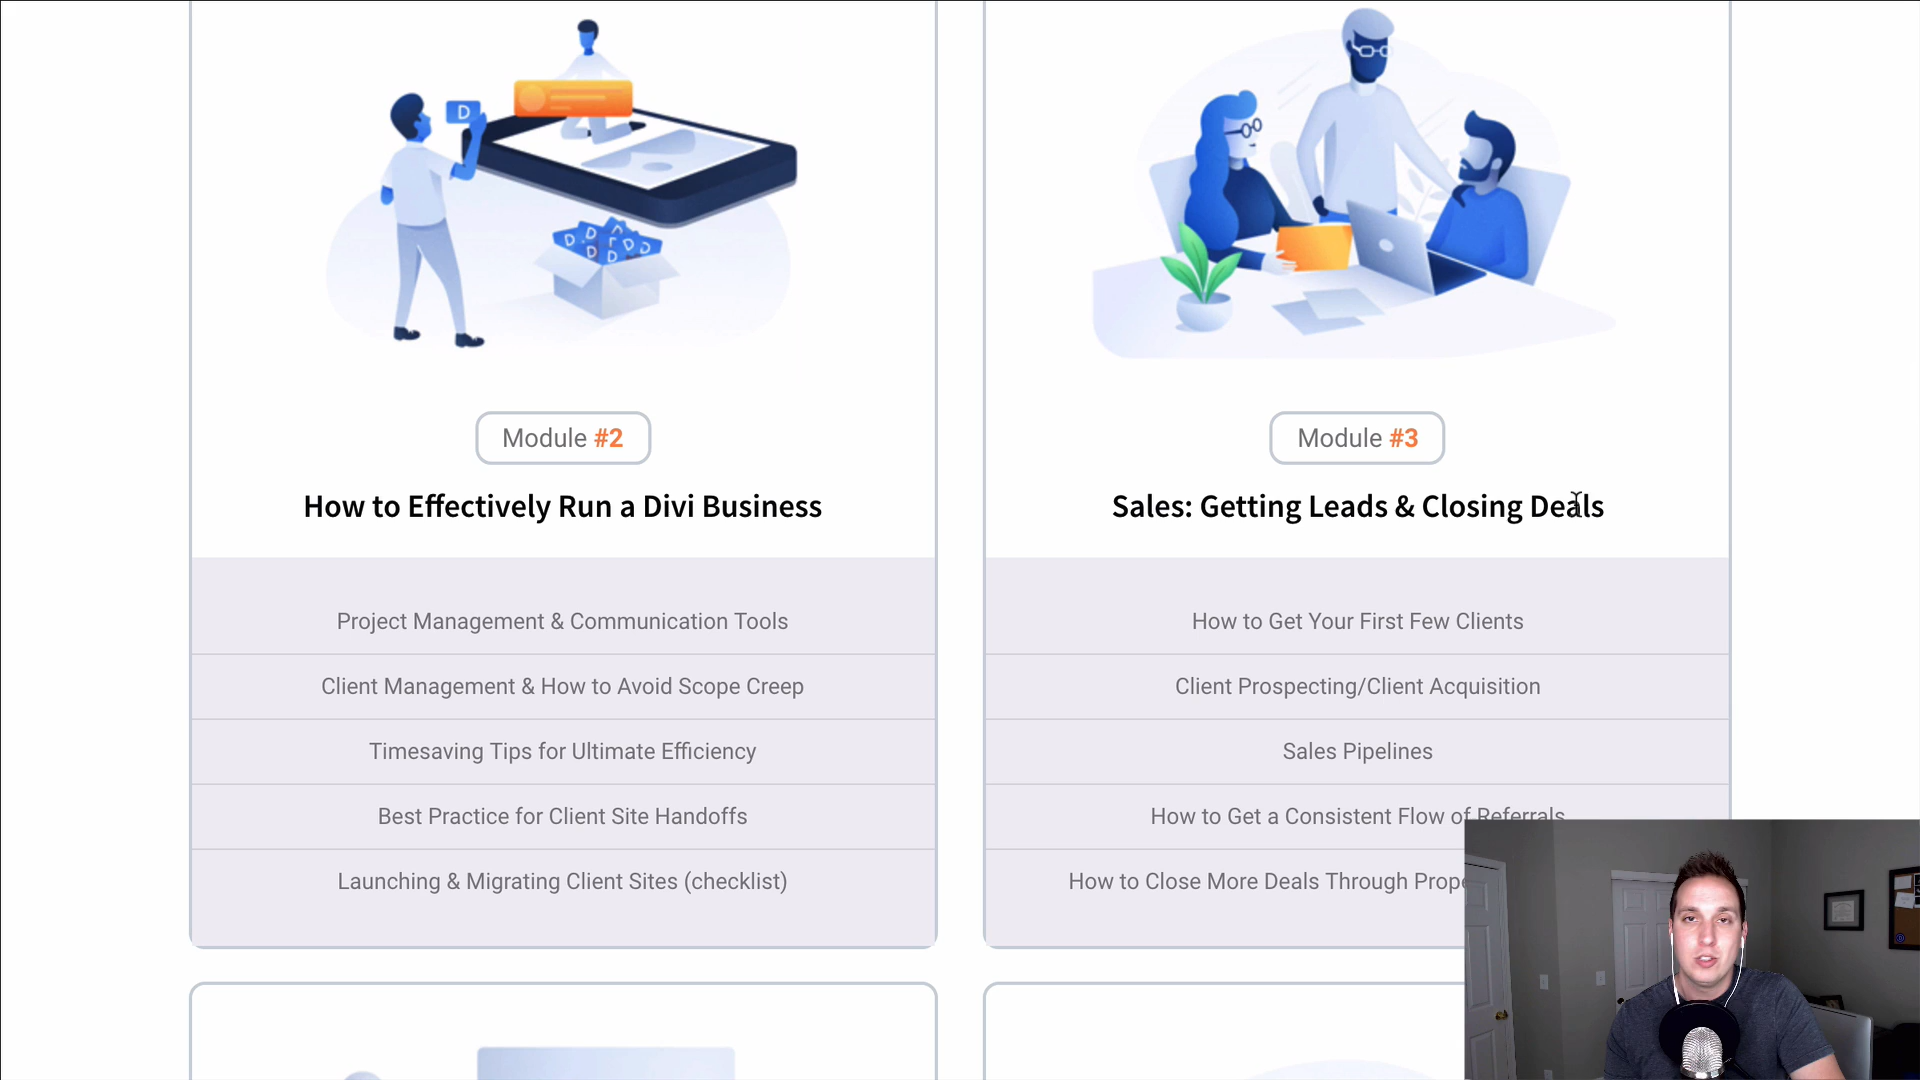 D
D
D
D
D
D
Module #2
How to Effectively Run a Divi Business
Project Management & Communication Tools
Client Management & How to Avoid Scope Creep
Timesaving Tips for Ultimate Efficiency
Best Practice for Client Site Handoffs
Launching & Migrating Client Sites (checklist)
Module #3
Sales: Getting Leads & Closing Deals
How to Get Your First Few Clients
Client Prospecting/Client Acquisition
Sales Pipelines
How to Get a Consistent Flow of Referrals
How to Close More Deals Through